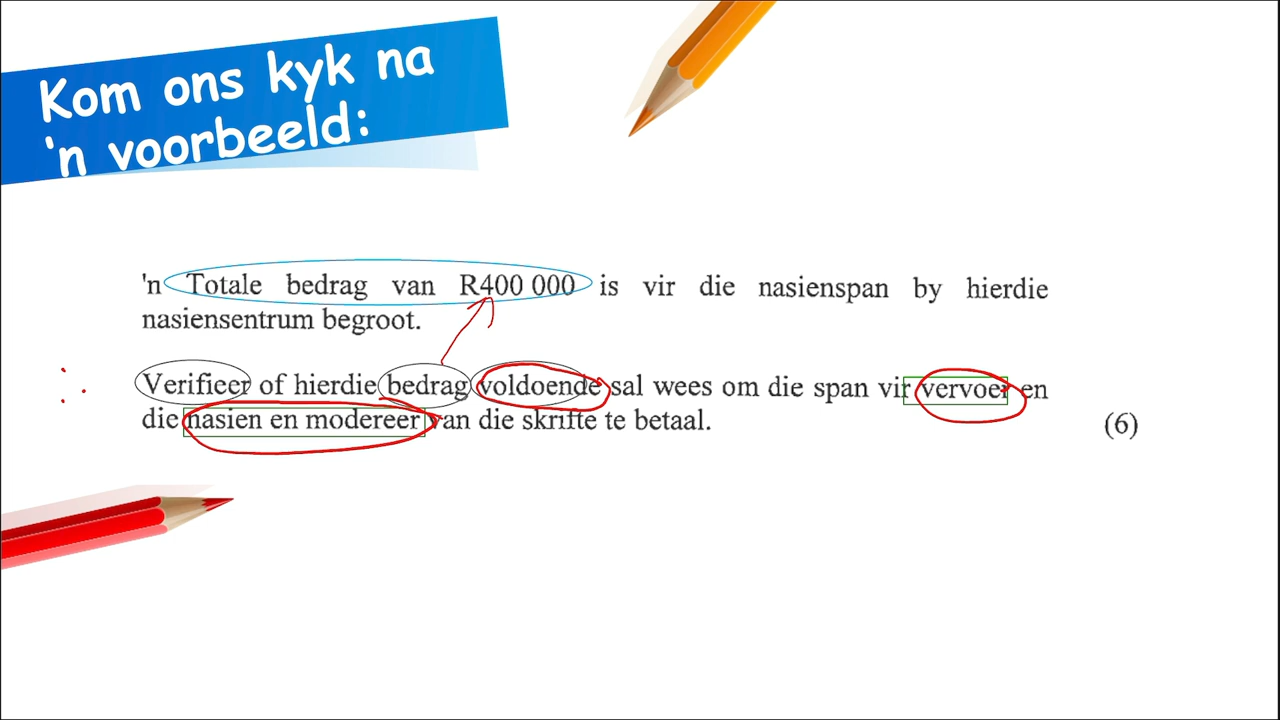 Kom ons kyk na
'n voorbeeld:
'n Totale bedrag van R400 000 is vir die nasienspan by hierdie
nasiensentrum begroot.
Verifieer of hierdie bedrag voldoende sal wees om die span vir vervoer en
die nasien en modereer van die skrifte te betaal. (6)